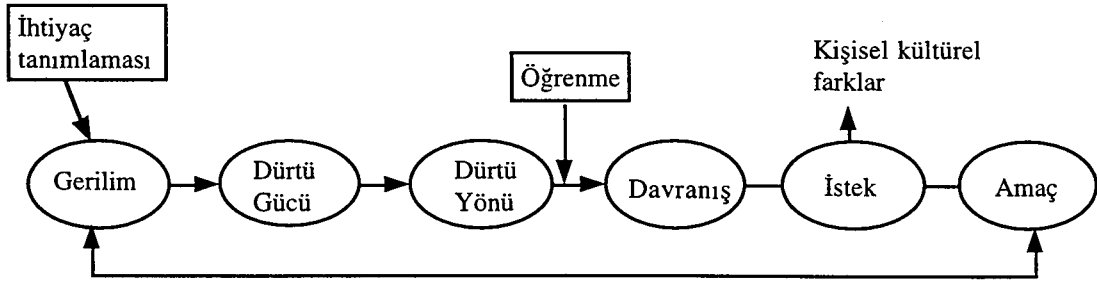 İhtiyaç
tanımlaması
Öğrenme
Kişisel kültürel
farklar
Gerilim
Dürtü
Gücü
Dürtü
Yönü
Davranış
İstek
Amaç